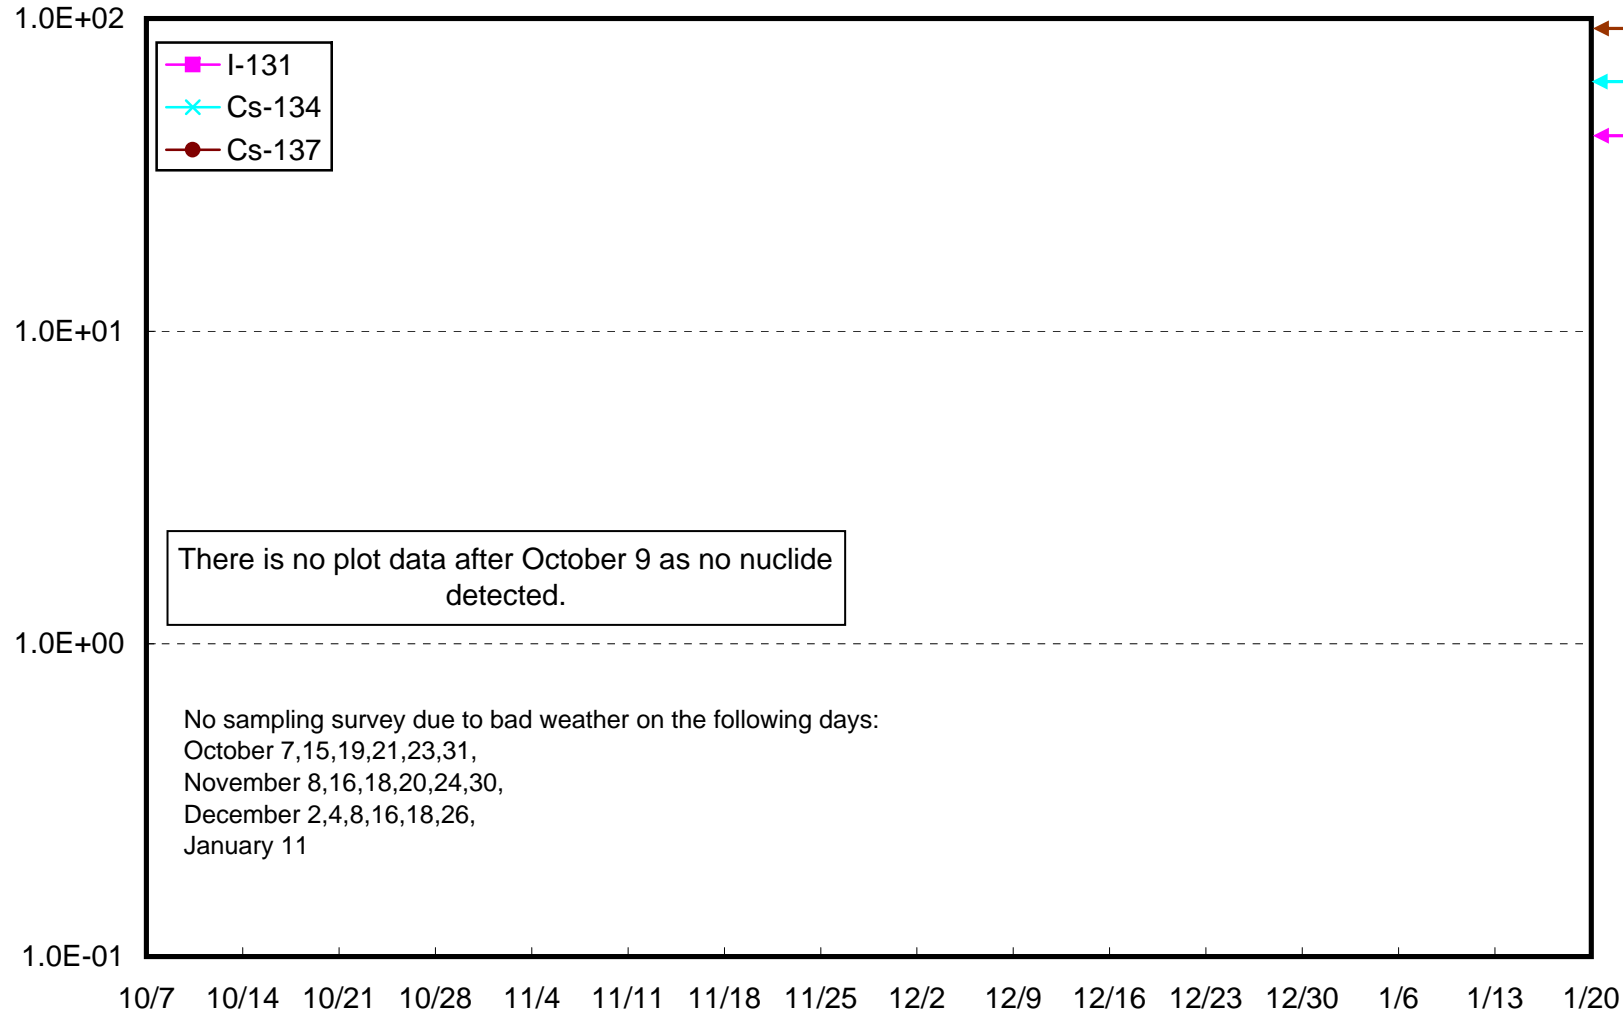 1.0E+02
I-131
Cs-134
Cs-137
1.0E+01
There is no plot data after October 9 as no nuclide
detected.
1.0E+00
No sampling survey due to bad weather on the following days:
October 7,15,19,21,23,31,
November 8,16,18,20,24,30,
December 2,4,8,16,18,26,
January 11
1.0E-01
10/7 10/14 10/21 10/28 11/4 11/11 11/18 11/25 12/2 12/9 12/16 12/23 12/30 1/6 1/13 1/20